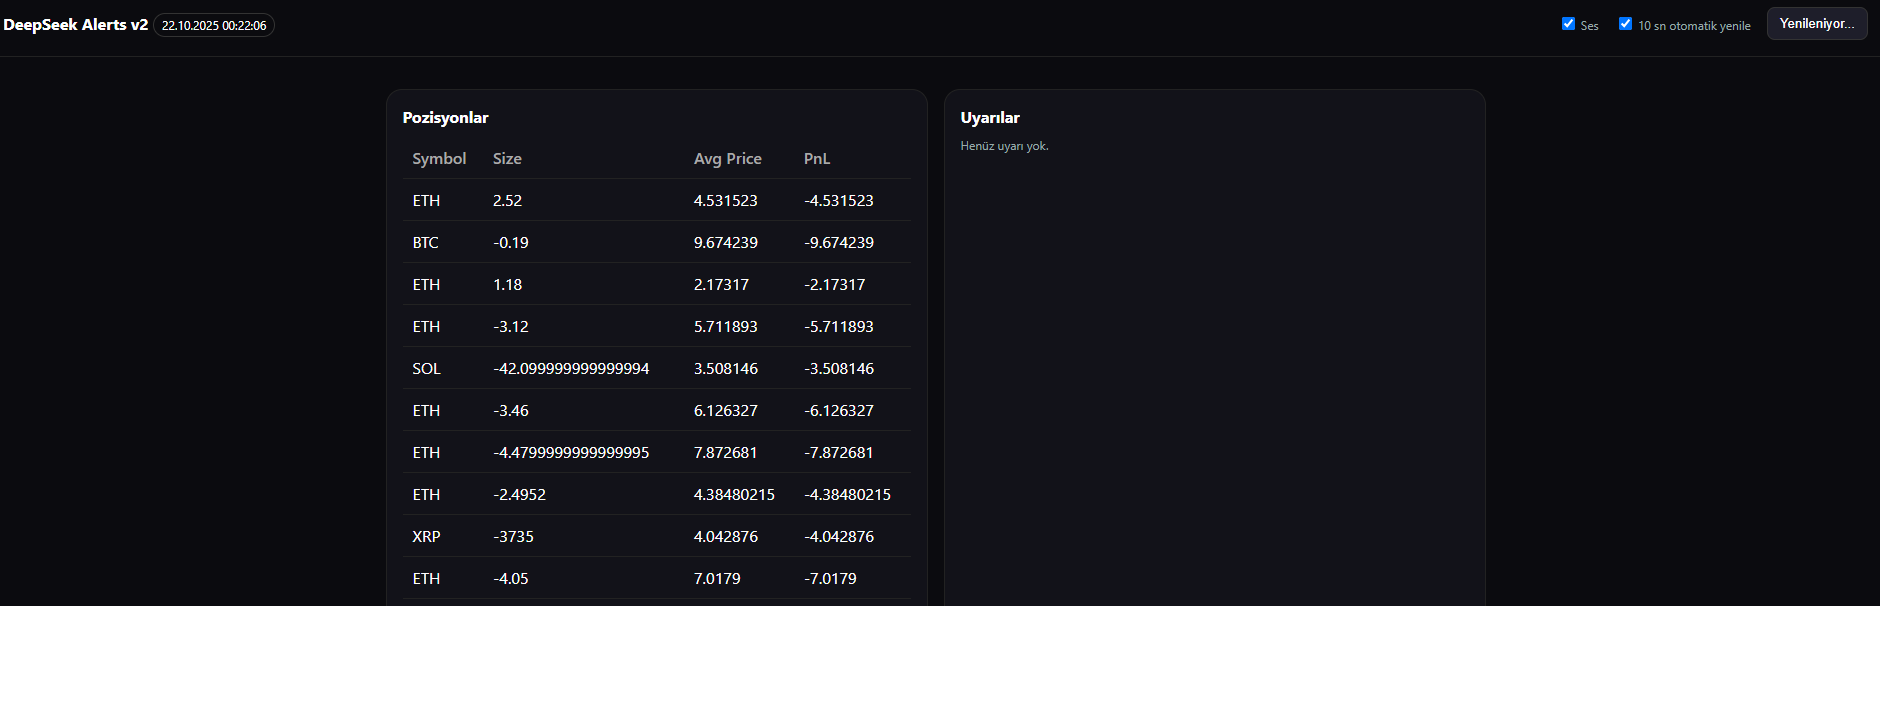 DeepSeek Alerts v2 22.10.2025 00:22:06 Ses 10 sn otomatik yenile Yenileniyor...
Pozisyonlar
Symbol Size Avg Price PnL
ETH 2.52 4.531523 -4.531523
BTC -0.19 9.674239 -9.674239
ETH 1.18 2.17317 -2.17317
ETH -3.12 5.711893 -5.711893
SOL -42.099999999999994 3.508146 -3.508146
ETH -3.46 6.126327 -6.126327
ETH -4.4799999999999995 7.872681 -7.872681
ETH -2.4952 4.38480215 -4.38480215
XRP -3735 4.042876 -4.042876
ETH -4.05 7.0179 -7.0179
Uyarılar
Henüz uyarı yok.